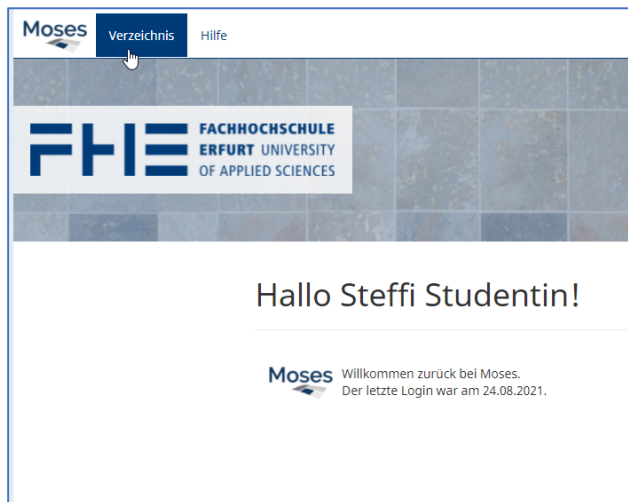 Moses Verzeichnis Hilfe
FHE
FACHHOCHSCHULE
ERFURT UNIVERSITY
OF APPLIED SCIENCES
Hallo Steffi Studentin!
Moses
Willkommen zurück bei Moses.
Der letzte Login war am 24.08.2021.